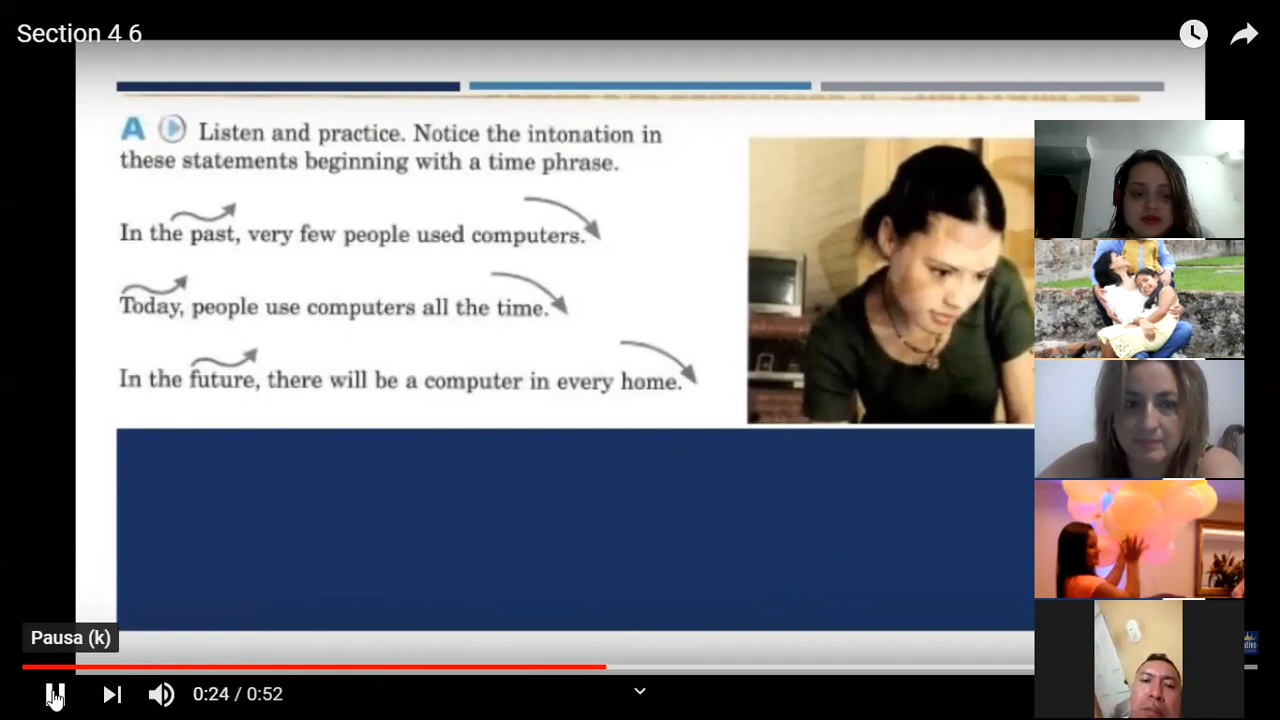 Section 4 6
A Listen and practice. Notice the intonation in
these statements beginning with a time phrase.
In the past, very few people used computers.
Today, people use computers all the time.
In the future, there will be a computer in every home.
Pausa (k)
0:24 / 0:52